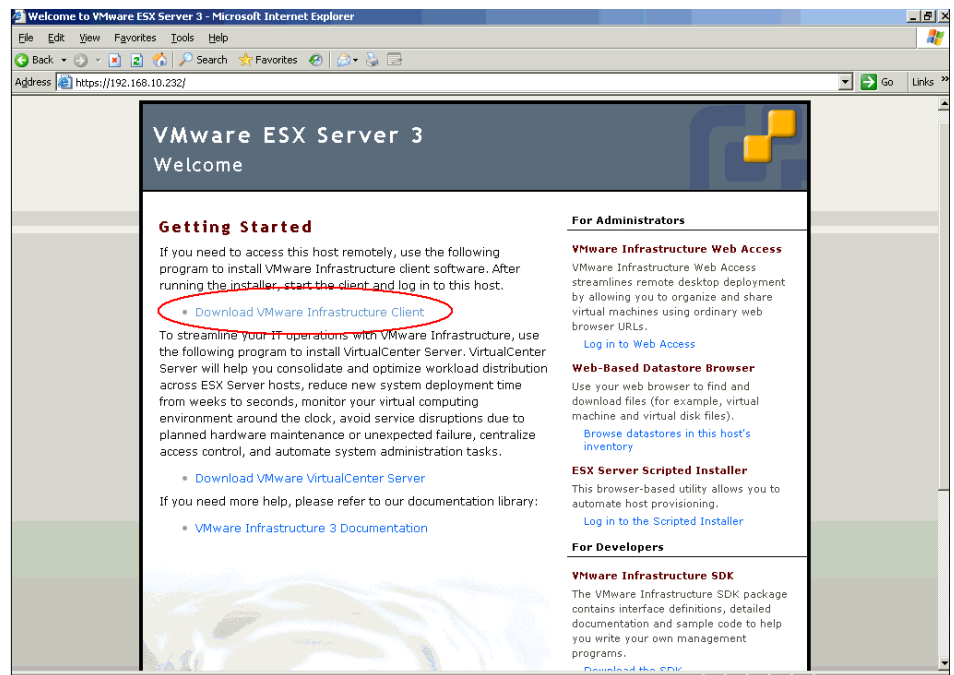 Welcome to VMware ESX Server 3 - Microsoft Internet Explorer
File Edit View Favorites Tools Help
Back Search Favorites
Address https://192.168.10.232/ Go Links »
VMware ESX Server 3
Welcome
Getting Started
If you need to access this host remotely, use the following
program to install VMware Infrastructure client software. After
running the installer, start the client and log in to this host.
Download VMware Infrastructure Client
To streamline your IT operations with VMware Infrastructure, use
the following program to install VirtualCenter Server. VirtualCenter
Server will help you consolidate and optimize workload distribution
across ESX Server hosts, reduce new system deployment time
from weeks to seconds, monitor your virtual computing
environment around the clock, avoid service disruptions due to
planned hardware maintenance or unexpected failure, centralize
access control, and automate system administration tasks.
Download VMware VirtualCenter Server
If you need more help, please refer to our documentation library:
VMware Infrastructure 3 Documentation
For Administrators
VMware Infrastructure Web Access
VMware Infrastructure Web Access
streamlines remote desktop deployment
by allowing you to organize and share
virtual machines using ordinary web
browser URLs.
Log in to Web Access
Web-Based Datastore Browser
Use your web browser to find and
download files (for example, virtual
machine and virtual disk files).
Browse datastores in this host's
inventory
ESX Server Scripted Installer
This browser-based utility allows you to
automate host provisioning.
Log in to the Scripted Installer
For Developers
VMware Infrastructure SDK
The VMware Infrastructure SDK package
contains interface definitions, detailed
documentation and sample code to help
you write your own management
programs.
Download the SDK